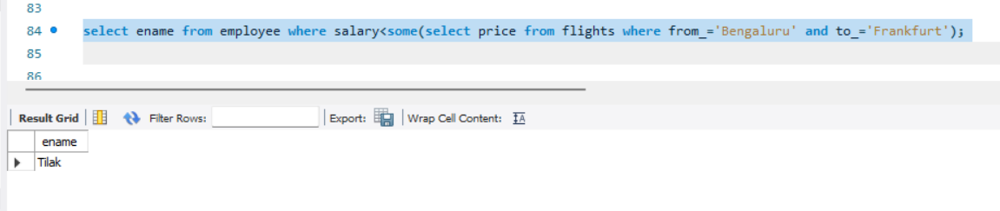 83
84 select ename from employee where salary<some(select price from flights where from_='Bengaluru' and to_='Frankfurt');
85
86
Result Grid Filter Rows: Export: Wrap Cell Content: IA
ename
Tilak